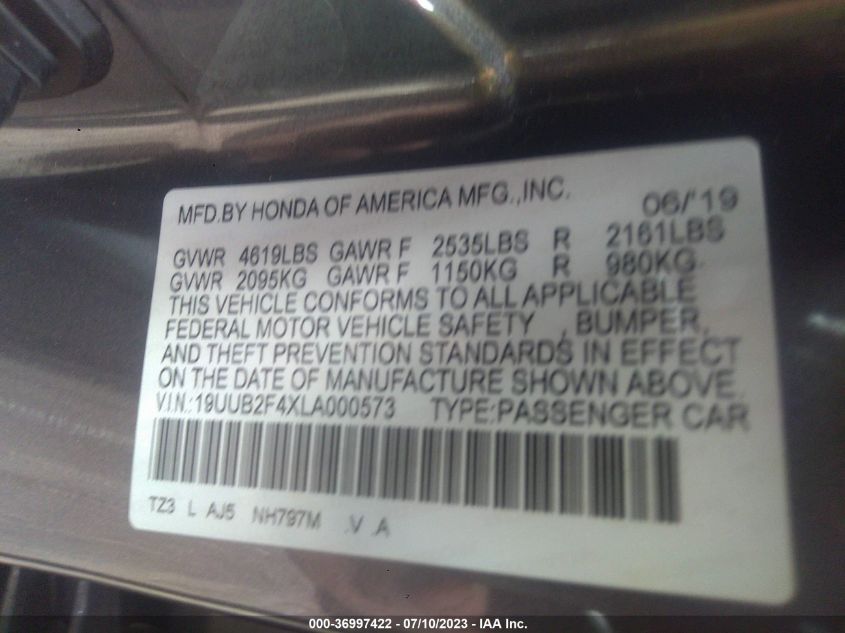 MFD.BY HONDA OF AMERICA MFG.,INC. 06/'19
GVWR 4619LBS GAWR F 2535LBS R 2161LBS
GVWR 2095KG GAWR F 1150KG R 980KG
THIS VEHICLE CONFORMS TO ALL APPLICABLE
FEDERAL MOTOR VEHICLE SAFETY , BUMPER,
AND THEFT PREVENTION STANDARDS IN EFFECT
ON THE DATE OF MANUFACTURE SHOWN ABOVE.
V.I.N.:19UUB2F4XLA000573 TYPE:PASSENGER CAR
TZ3 L AJ5 NH797M .V .A
000-36997422 - 07/10/2023 - IAA Inc.